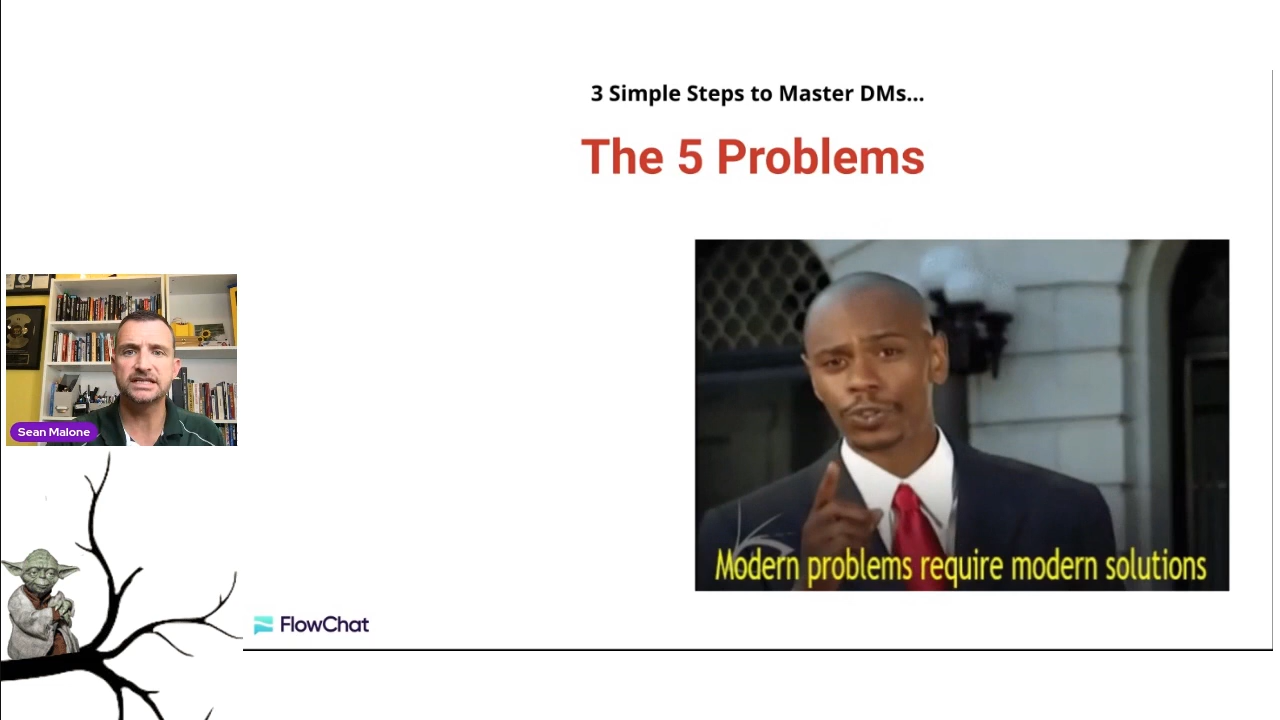 3 Simple Steps to Master DMs...
The 5 Problems
Sean Malone
Modern problems require modern solutions
FlowChat